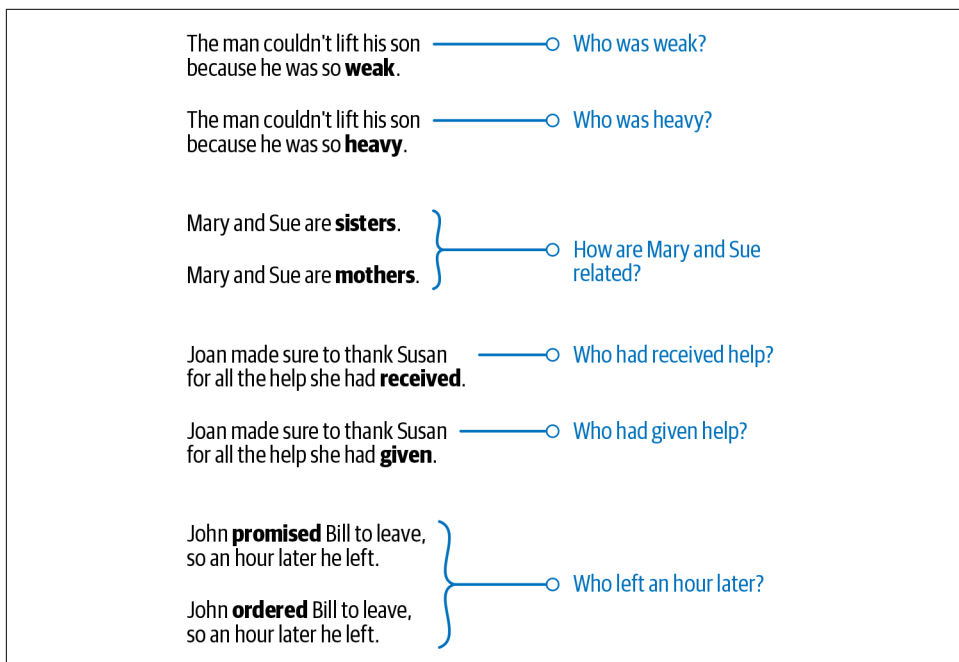 The man couldn't lift his son
because he was so weak.
Who was weak?
The man couldn't lift his son
because he was so heavy.
Who was heavy?
Mary and Sue are sisters.
Mary and Sue are mothers.
How are Mary and Sue
related?
Joan made sure to thank Susan
for all the help she had received.
Who had received help?
Joan made sure to thank Susan
for all the help she had given.
Who had given help?
John promised Bill to leave,
so an hour later he left.
John ordered Bill to leave,
so an hour later he left.
Who left an hour later?